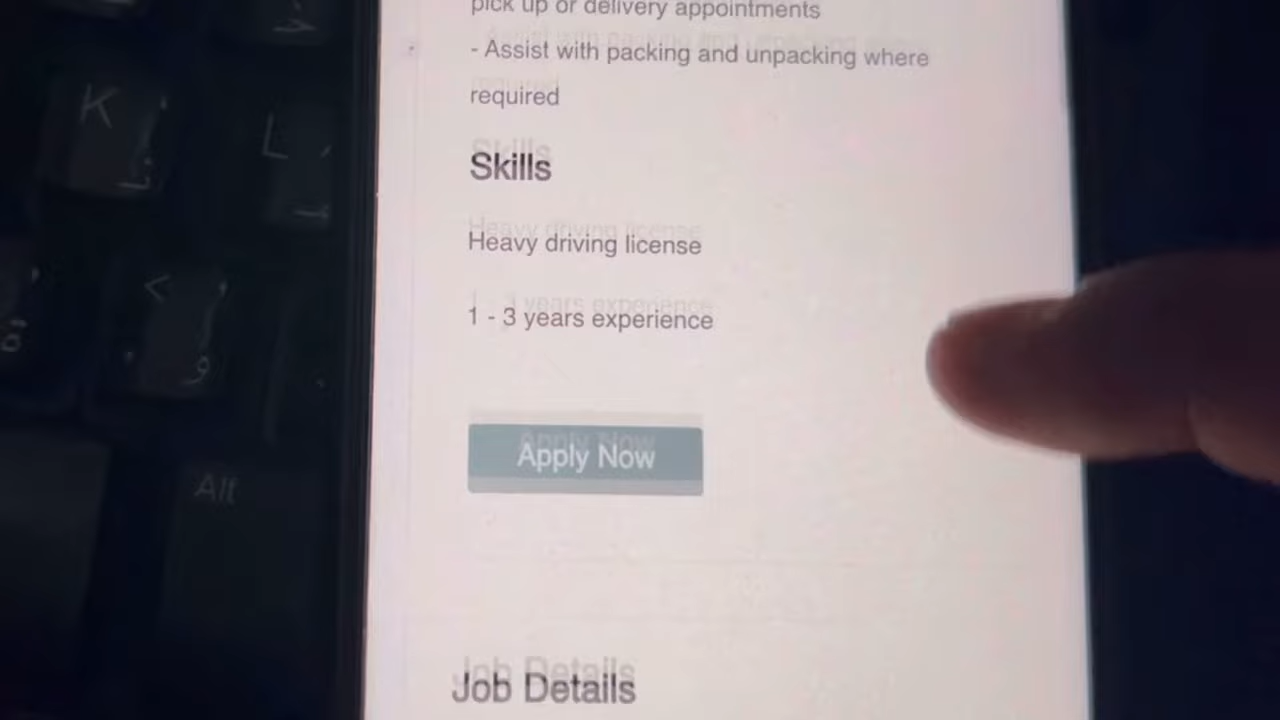 pick up or delivery appointments
- Assist with packing and unpacking where
required
Skills
Heavy driving license
1 - 3 years experience
Apply Now
Job Details
K
L
<
و
Alt